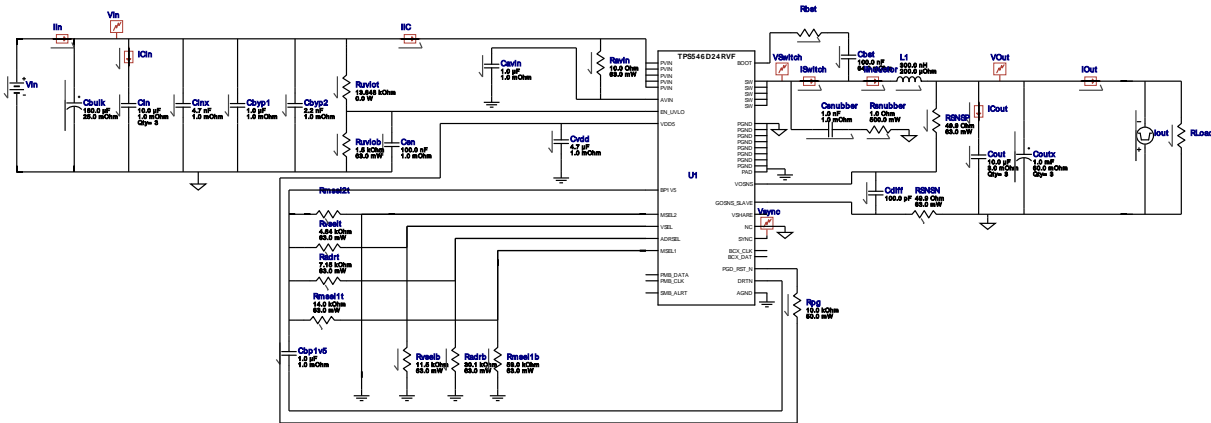 Rbst
Vin
Iin
IIC
ICin
Cavin
1.0 µF
1.0 mOhm
Ravin
10.0 Ohm
63.0 mW
TPS546D24RVF
BOOT
Cbst
100.0 nF
VSwitch
ISwitch
L1
300.0 nH
200.0 µOhm
VOut
IOut
Vin
Cbulk
150.0 µF
25.0 mOhm
Cin
10.0 µF
1.0 mOhm
Qty= 3
Cinx
4.7 nF
1.0 mOhm
Cbyp1
1.0 µF
1.0 mOhm
Cbyp2
2.2 nF
1.0 mOhm
Ruvlot
0.0 W
Ruvlob
1.5 kOhm
63.0 mW
Cen
100.0 nF
1.0 mOhm
Cvdd
4.7 µF
1.0 mOhm
PVIN
PVIN
PVIN
PVIN
PVIN
AVIN
EN_UVLO
VDD5
SW
SW
SW
SW
SW
PGND
PGND
PGND
PGND
PGND
PGND
PGND
PGND
PAD
U1
Csnubber
1.0 nF
1.0 mOhm
Rsnubber
1.0 Ohm
500.0 mW
RSNSP
49.9 Ohm
63.0 mW
ICout
Cout
10.0 µF
Qty= 3
Coutx
1.0 mF
Qty= 3
Iout
RLoad
VOSNS
GOSNS_SLAVE
VSHARE
NC
SYNC
BCX_CLK
BCX_DAT
PGD_RST_N
DRTN
AGND
Cdiff
100.0 pF
RSNSN
49.9 Ohm
63.0 mW
Vsync
BP1V5
MSEL2
VSEL
ADRSEL
MSEL1
PMB_DATA
PMB_CLK
SMB_ALRT
Rmsel2t
Rvselt
4.64 kOhm
63.0 mW
Radrt
7.15 kOhm
63.0 mW
Rmsel1t
14.0 kOhm
63.0 mW
Rpg
10.0 kOhm
50.0 mW
Cbp1v5
1.0 µF
1.0 mOhm
Rvselb
63.0 mW
Radrb
30.1 kOhm
63.0 mW
Rmsel1b
63.0 mW